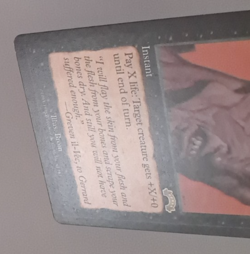 Instant
Pay X life: Target creature gets +X/+0
until end of turn.
"I will flay the skin from your flesh and
the flesh from your bones and scrape your
bones dry. And still you will not have
suffered enough."
—Greven il-Vec, to Gerrard
Illus.